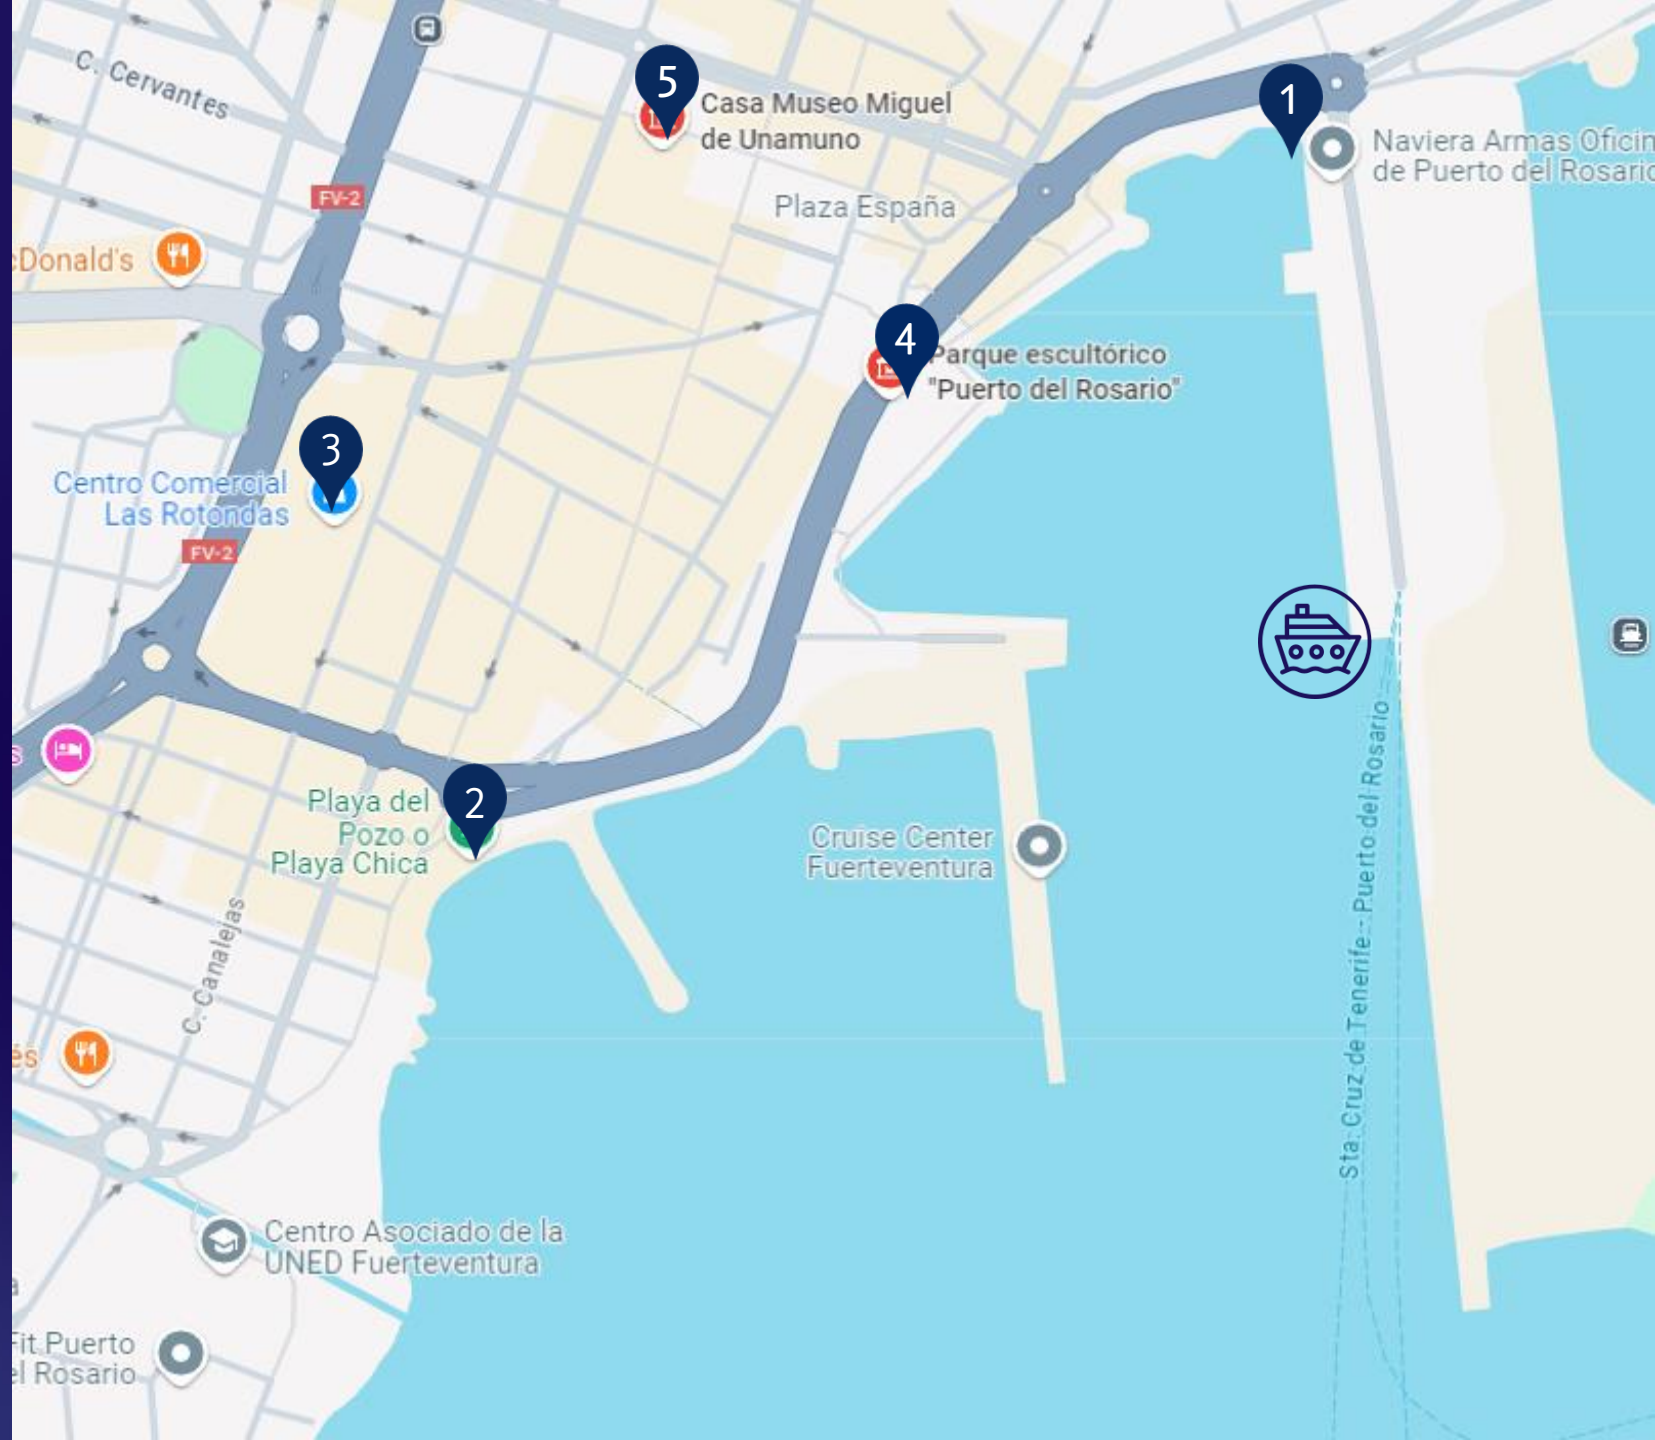 C. Cervantes
5
Casa Museo Miguel
de Unamuno
1
Naviera Armas Oficin
de Puerto del Rosario
FV-2
Plaza España
cDonald's
4
Parque escultórico
"Puerto del Rosario"
3
Centro Comercial
Las Rotondas
FV-2
s
2
Playa del
Pozo o
Playa Chica
Cruise Center
Fuerteventura
Sta. Cruz de Tenerife - Puerto del Rosario
C. Canalejas
és
Centro Asociado de la
UNED Fuerteventura
a
Fit Puerto
el Rosario